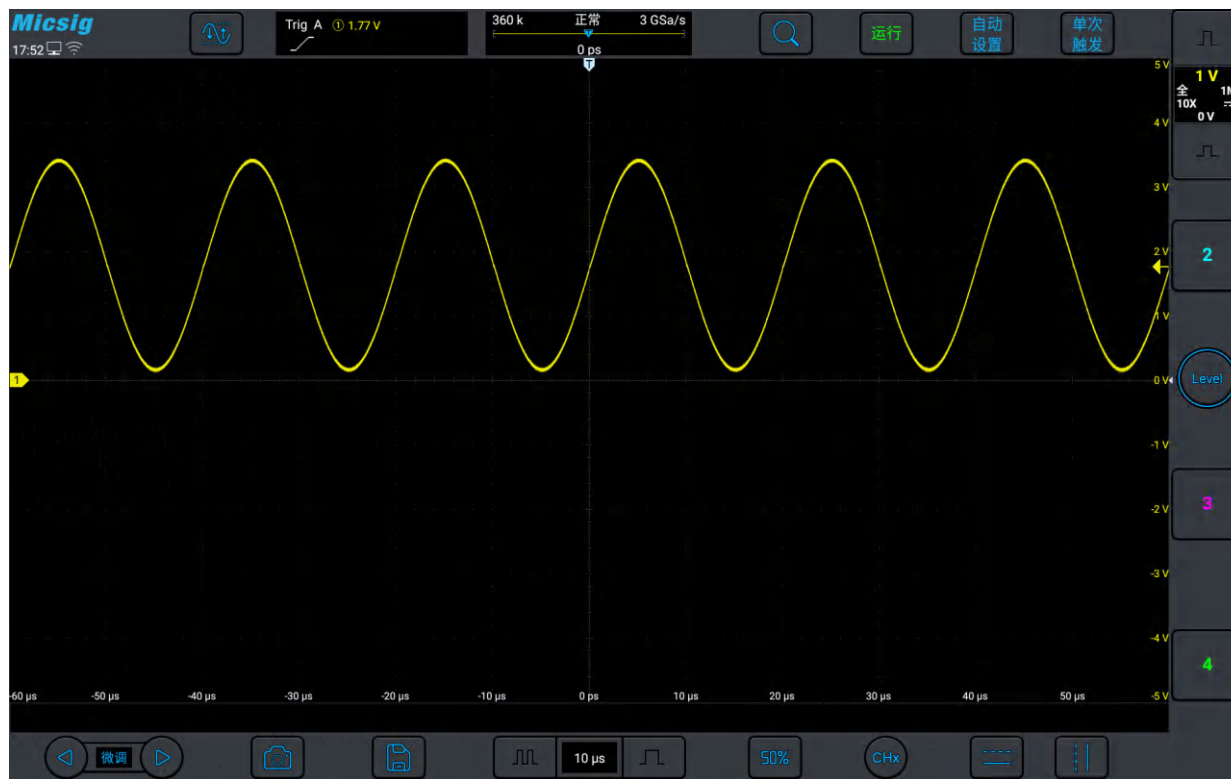 Micsig
17:52
Trig A ① 1.77 V
360 k 正常 3 GSa/s
0 ps
运行
自动
设置
单次
触发
T
5 V
4 V
3 V
2 V
1 V
0 V
-1 V
-2 V
-3 V
-4 V
-5 V
1
1 V
全 1M
10X
0 V
2
Level
3
4
-60 µs -50 µs -40 µs -30 µs -20 µs -10 µs 0 ps 10 µs 20 µs 30 µs 40 µs 50 µs
微调
10 µs
50%
CHx